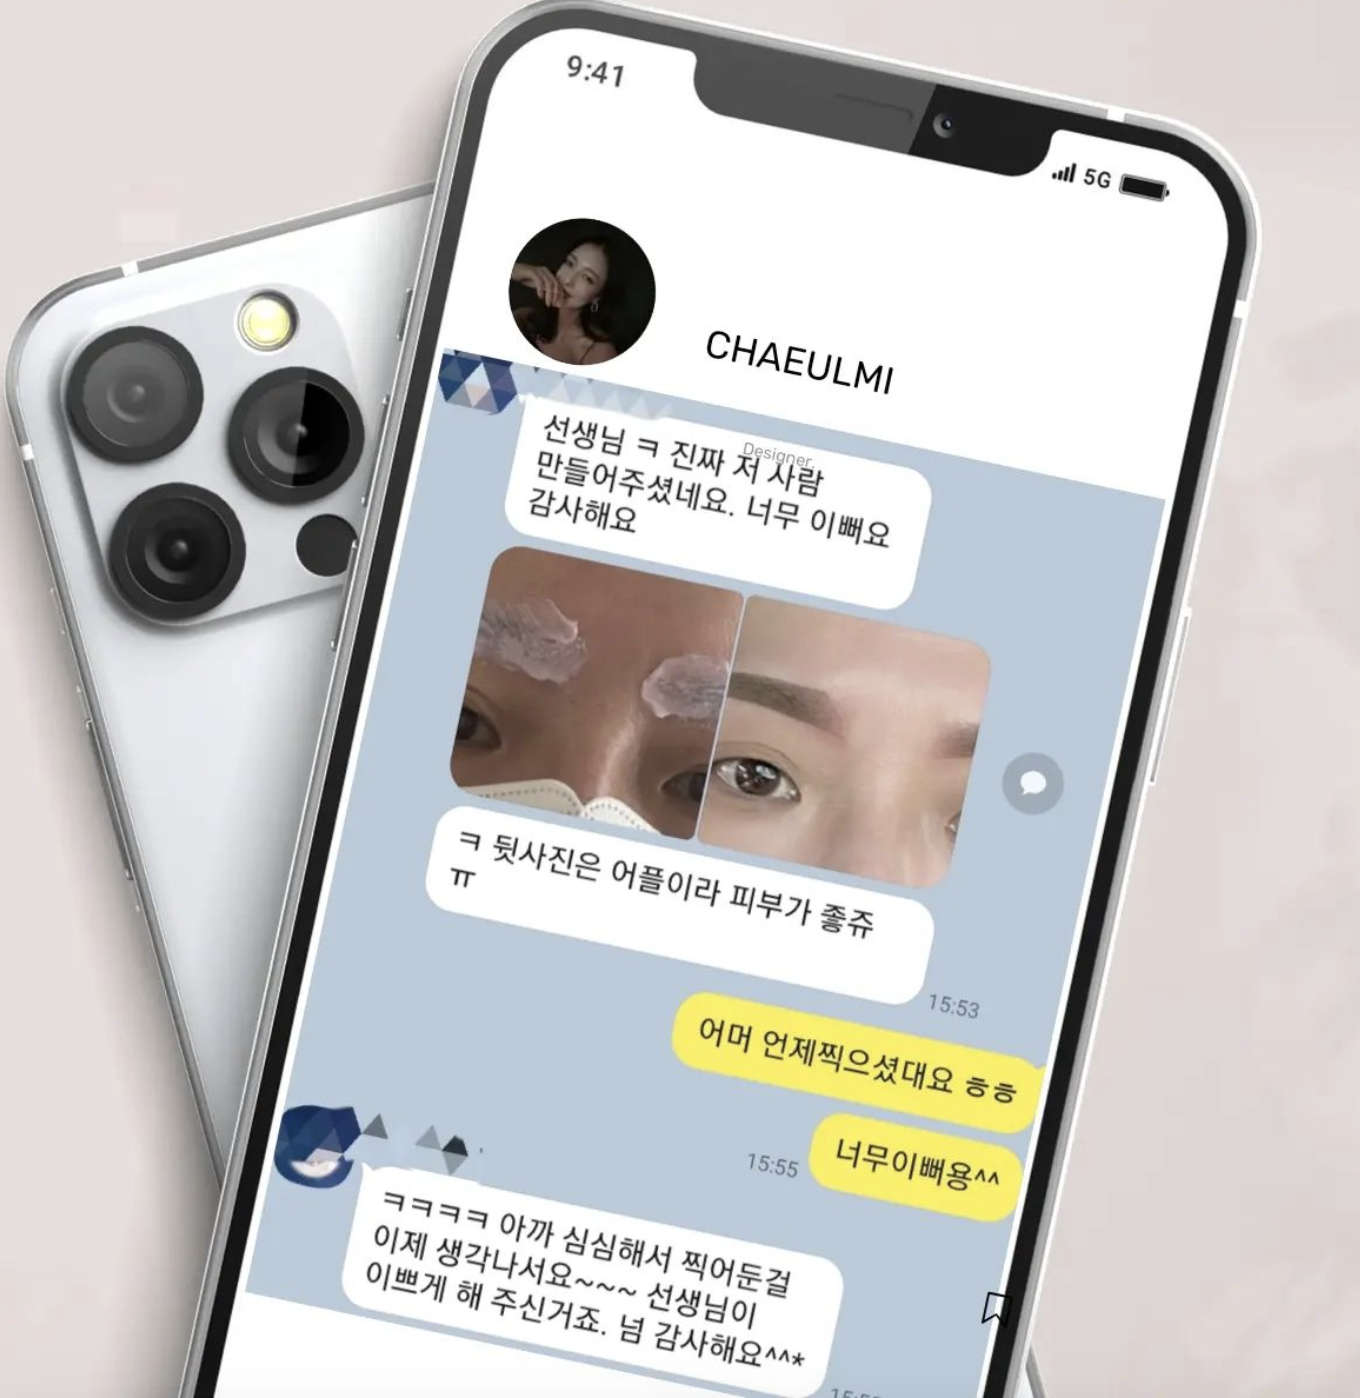 9:41
5G
CHAEULMI
Designer
선생님 ㅋ 진짜 저 사람
만들어주셨네요. 너무 이뻐요
감사해요
ㅋ 뒷사진은 어플이라 피부가 좋쥬
ㅠ
15:53
어머 언제찍으셨대요 ㅎㅎ
너무이뻐용^^
15:55
ㅋㅋㅋㅋ 아까 심심해서 찍어둔걸
이제 생각나서요~~~ 선생님이
이쁘게 해 주신거죠. 넘 감사해요^^*